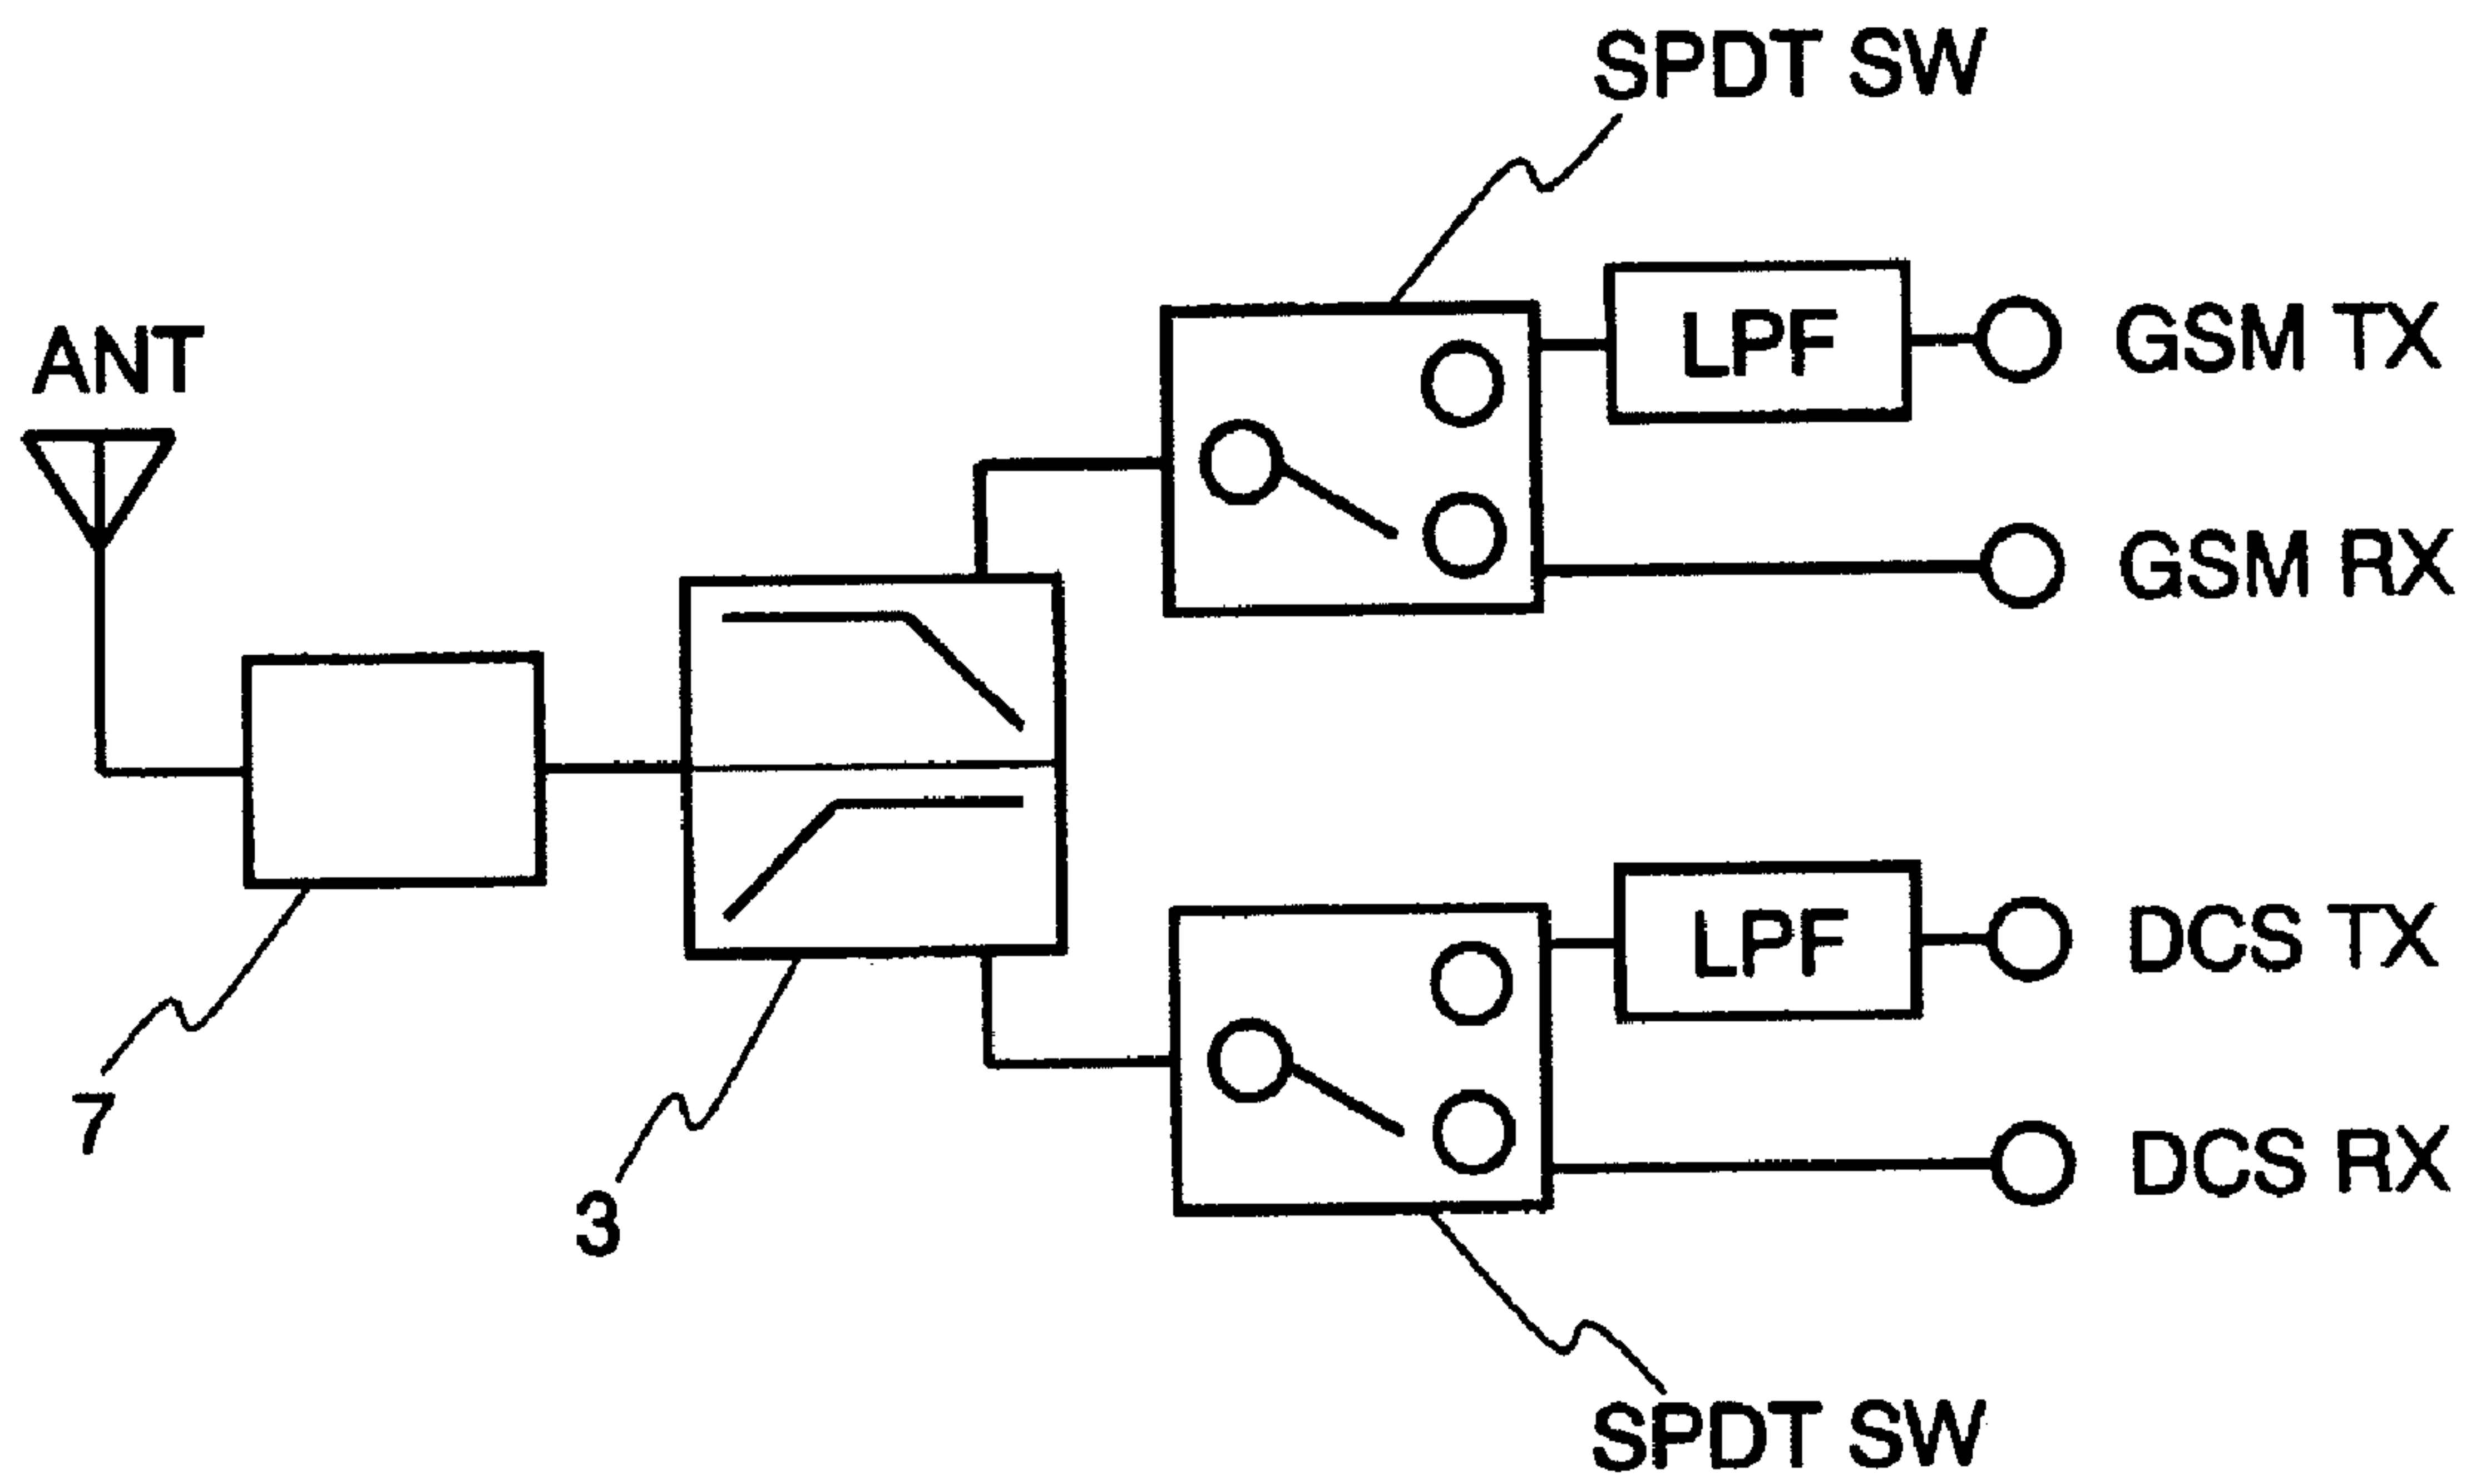 SPDT SW
ANT
LPF
GSM TX
GSM RX
LPF
DCS TX
DCS RX
7
3
SPDT SW